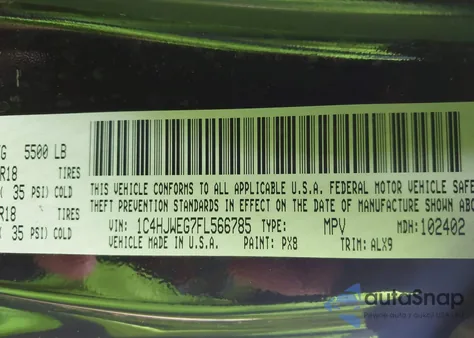 G 5500 LB
R18 TIRES
( 35 PSI) COLD
R18 TIRES
( 35 PSI) COLD
THIS VEHICLE CONFORMS TO ALL APPLICABLE U.S.A. FEDERAL MOTOR VEHICLE SAFE
THEFT PREVENTION STANDARDS IN EFFECT ON THE DATE OF MANUFACTURE SHOWN ABO
VIN: 1C4HJWEG7FL566785 TYPE: MPV MDH: 102402
VEHICLE MADE IN U.S.A. PAINT: PX8 TRIM: ALX9
autoSnap